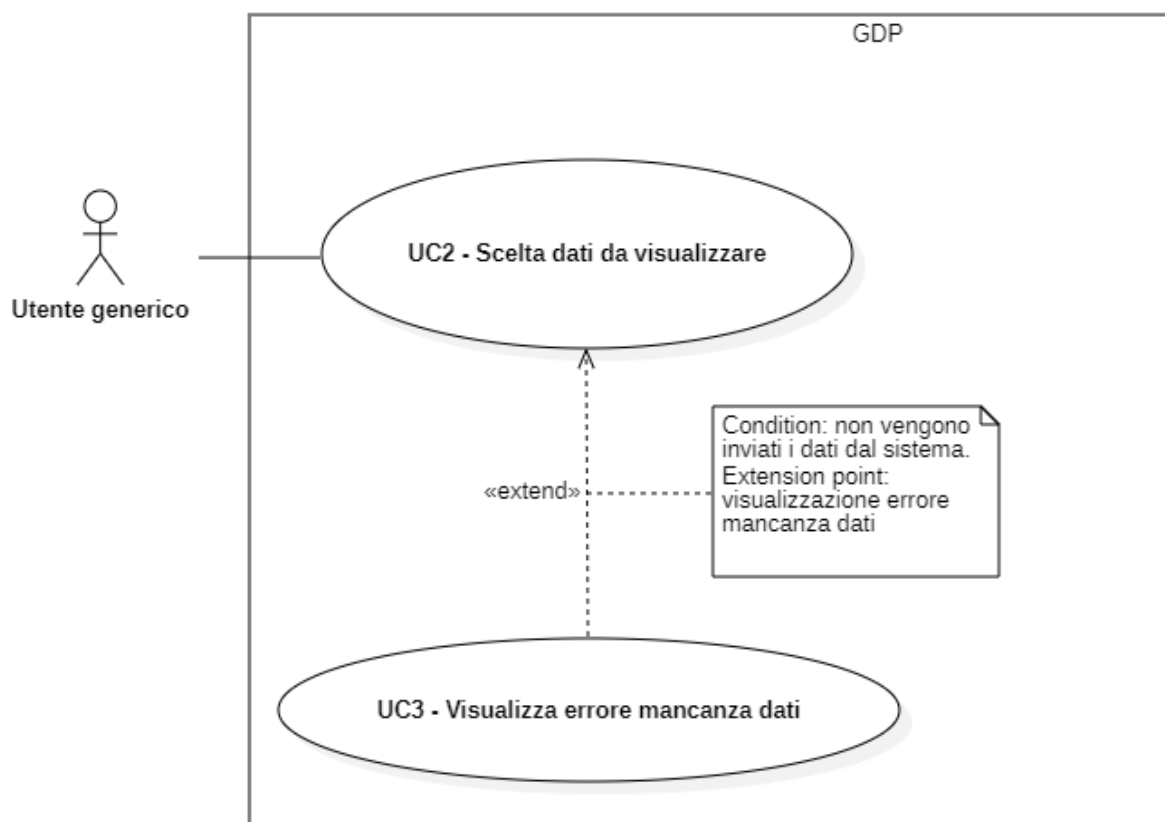 GDP
UC2 - Scelta dati da visualizzare
Utente generico
Condition: non vengono
inviati i dati dal sistema.
Extension point:
visualizzazione errore
mancanza dati
«extend»
UC3 - Visualizza errore mancanza dati